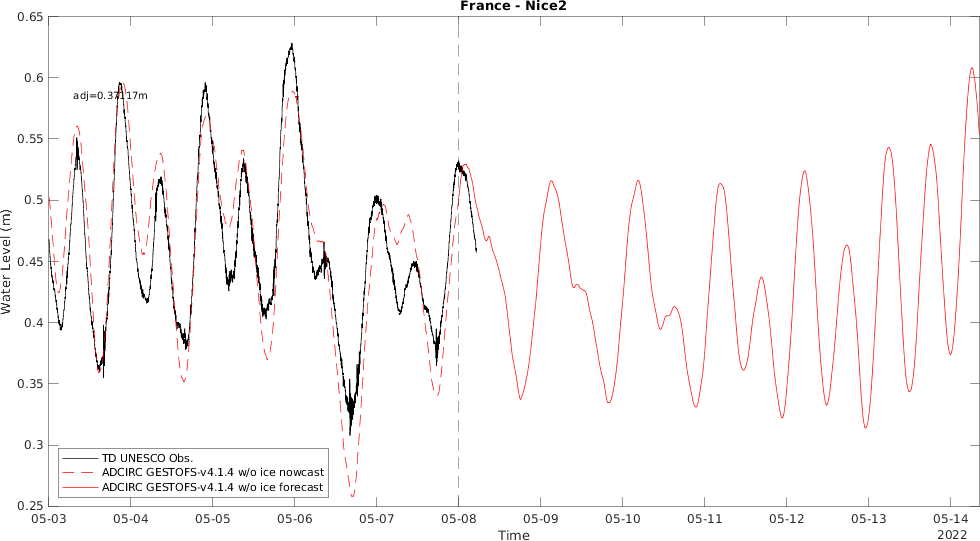 France - Nice2
0.65
0.6
0.55
0.5
0.45
0.4
0.35
0.3
0.25
Water Level (m)
adj=0.37117m
TD UNESCO Obs.
ADCIRC GESTOFS-v4.1.4 w/o ice nowcast
ADCIRC GESTOFS-v4.1.4 w/o ice forecast
05-03 05-04 05-05 05-06 05-07 05-08 05-09 05-10 05-11 05-12 05-13 05-14
Time 2022